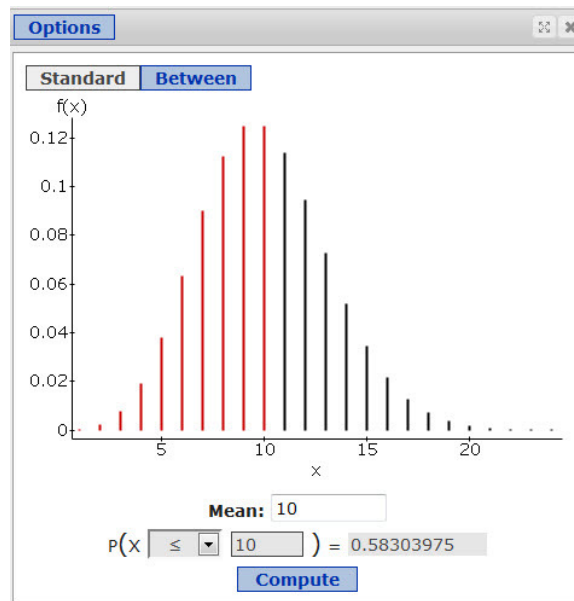 Options
Standard Between
f(x)
0.12
0.1
0.08
0.06
0.04
0.02
0
5 10 15 20
x
Mean: 10
P(X ≤ 10 ) = 0.58303975
Compute